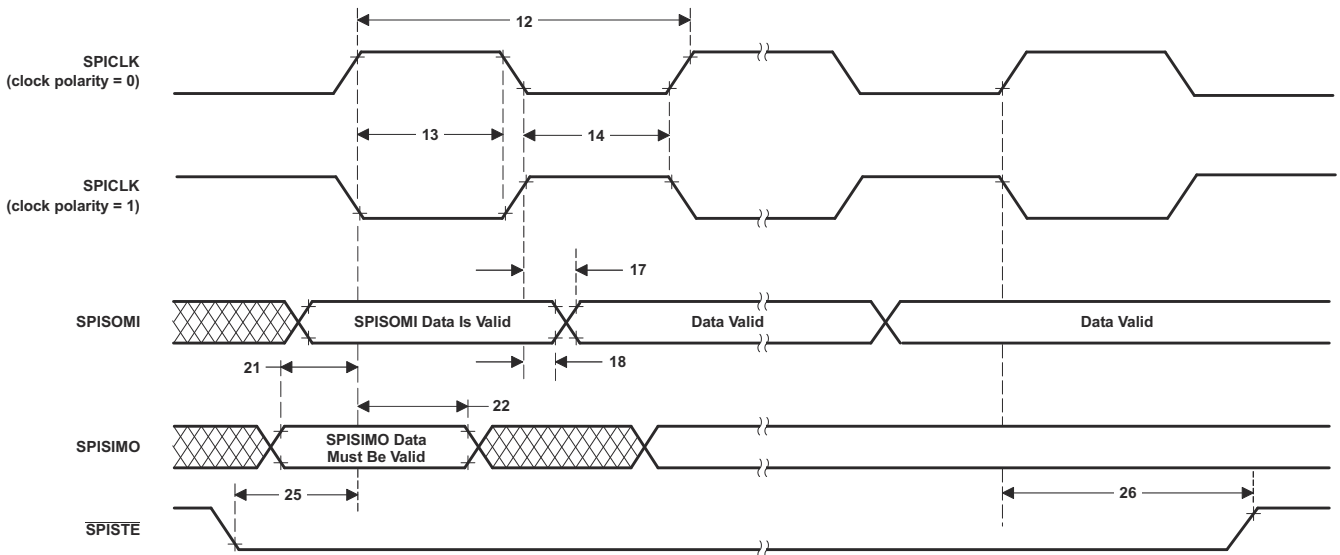 12
SPICLK
(clock polarity = 0)
13
14
SPICLK
(clock polarity = 1)
17
SPISOMI
SPISOMI Data Is Valid
Data Valid
Data Valid
21
18
22
SPISIMO
SPISIMO Data
Must Be Valid
25
26
SPISTE